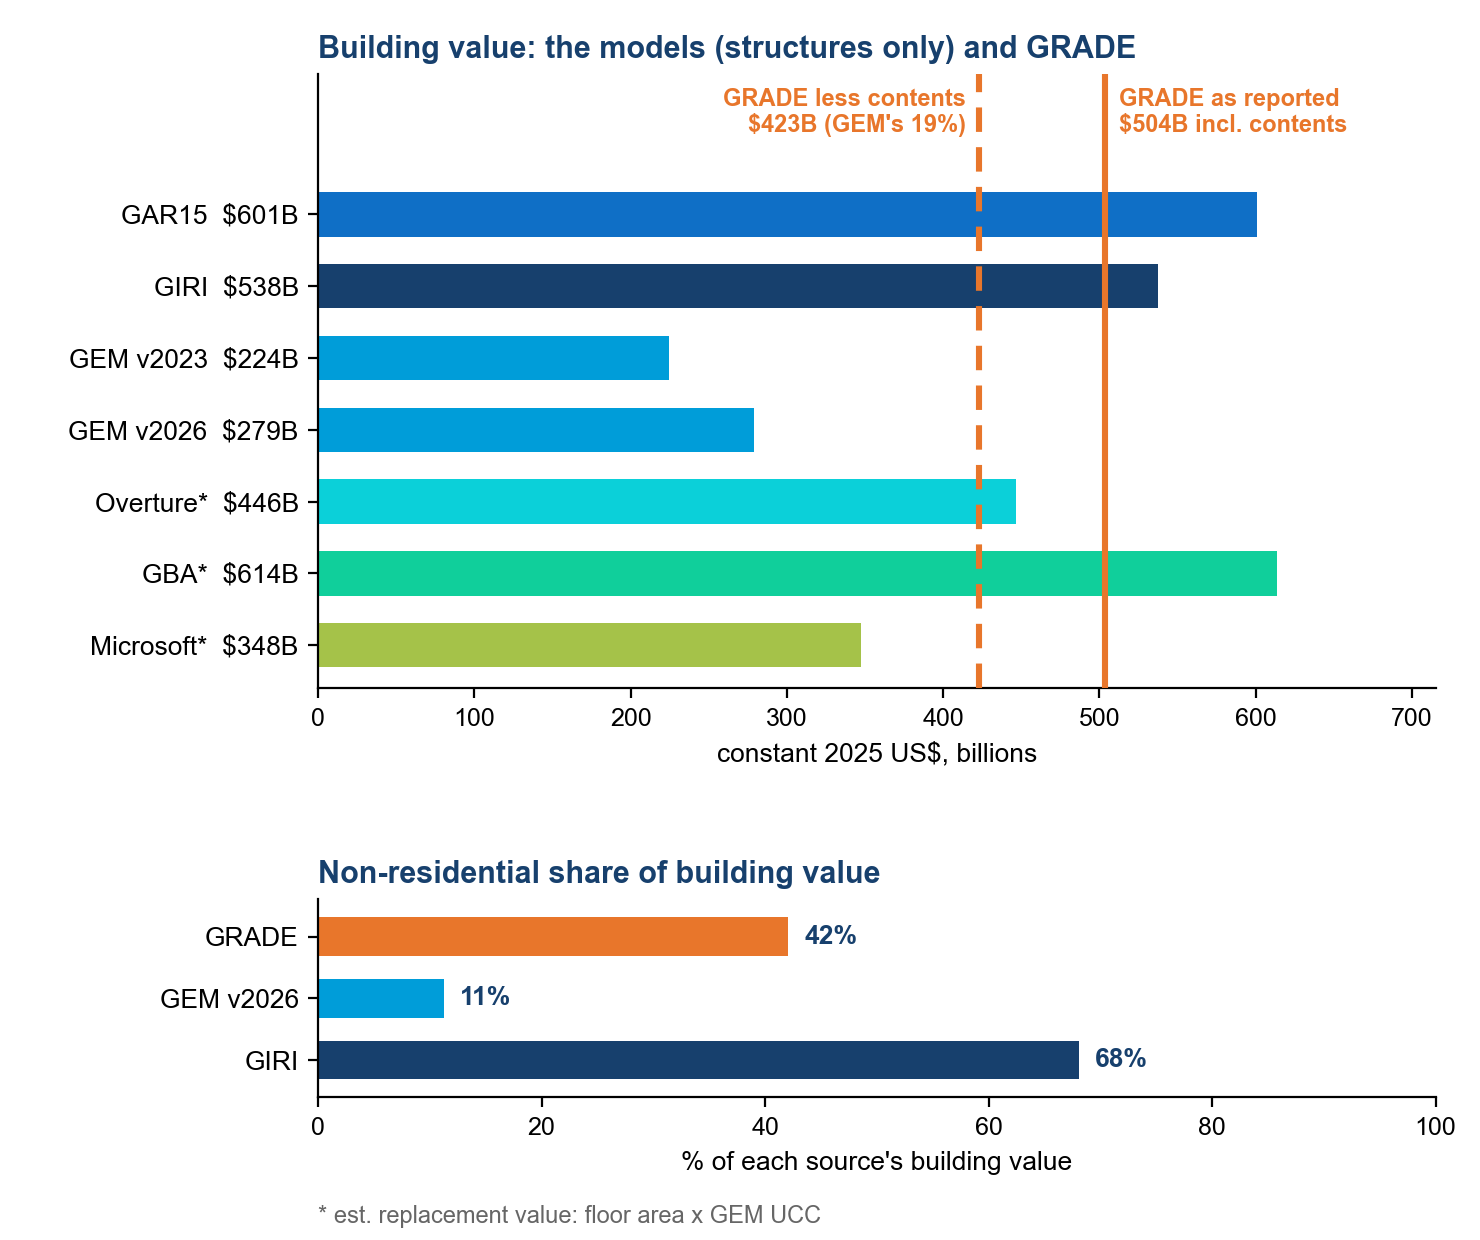 Building value: the models (structures only) and GRADE
GRADE less contents
$423B (GEM's 19%)
GRADE as reported
$504B incl. contents
GAR15  $601B
GIRI  $538B
GEM v2023  $224B
GEM v2026  $279B
Overture*  $446B
GBA*  $614B
Microsoft*  $348B
0 100 200 300 400 500 600 700
constant 2025 US$, billions
Non-residential share of building value
GRADE 42%
GEM v2026 11%
GIRI 68%
0 20 40 60 80 100
% of each source's building value
* est. replacement value: floor area x GEM UCC